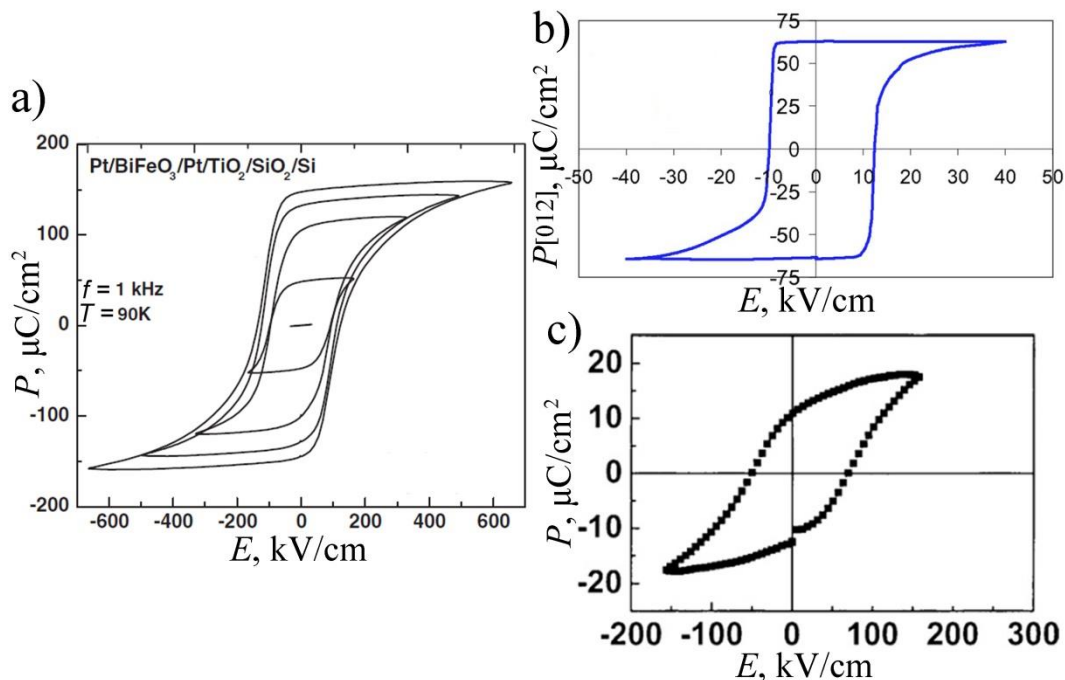 a)
200
100
0
-100
-200
Pt/BiFeO₃/Pt/TiO₂/SiO₂/Si
f = 1 kHz
T = 90K
P, μC/cm²
-600 -400 -200 0 200 400 600
E, kV/cm
b)
75
50
25
0
-25
-50
-75
-50 -40 -30 -20 -10 0 10 20 30 40 50
P[012], μC/cm²
E, kV/cm
c)
20
10
0
-10
-20
P, μC/cm²
-200 -100 0 100 200 300
E, kV/cm